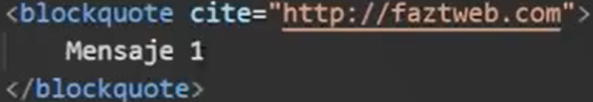 <blockquote cite="http://faztweb.com">
    Mensaje 1
</blockquote>